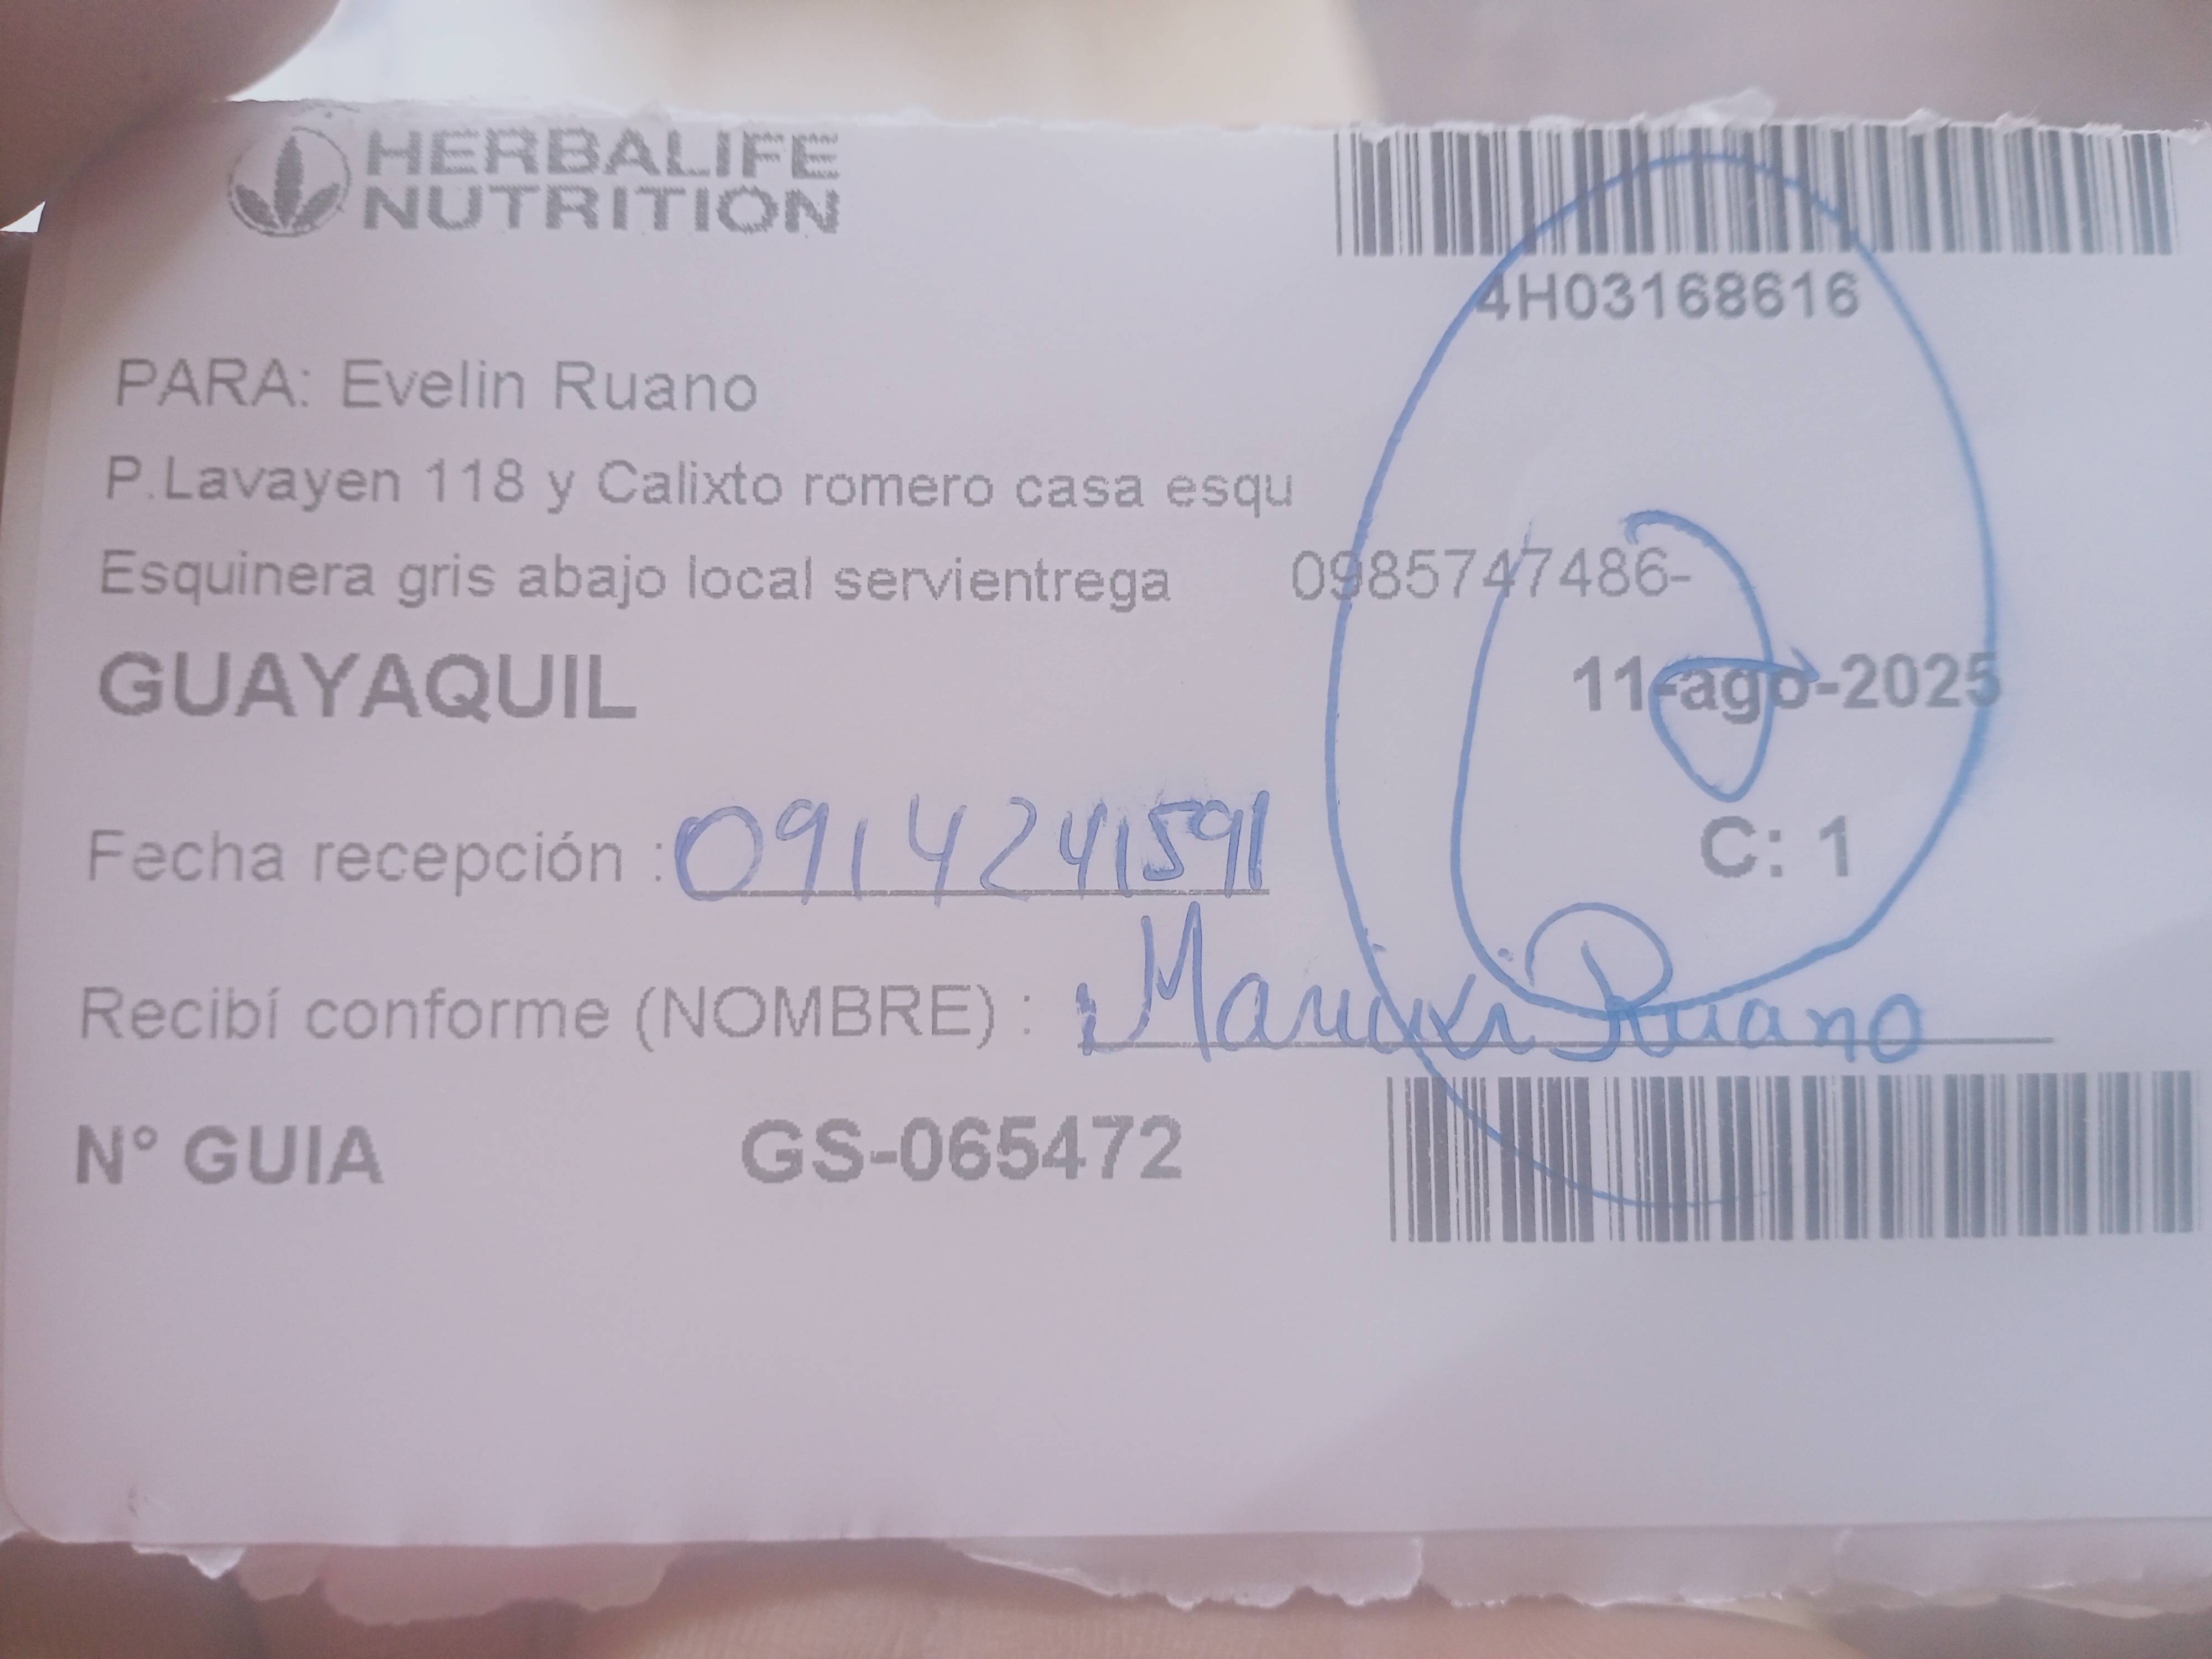 HERBALIFE
NUTRITION
4H03168616
PARA: Evelin Ruano
P.Lavayen 118 y Calixto romero casa esqu
Esquinera gris abajo local servientrega 0985747486-
GUAYAQUIL 11-ago-2025
C: 1
Fecha recepción : 0914241591
Recibí conforme (NOMBRE) : Ruano
N° GUIA GS-065472